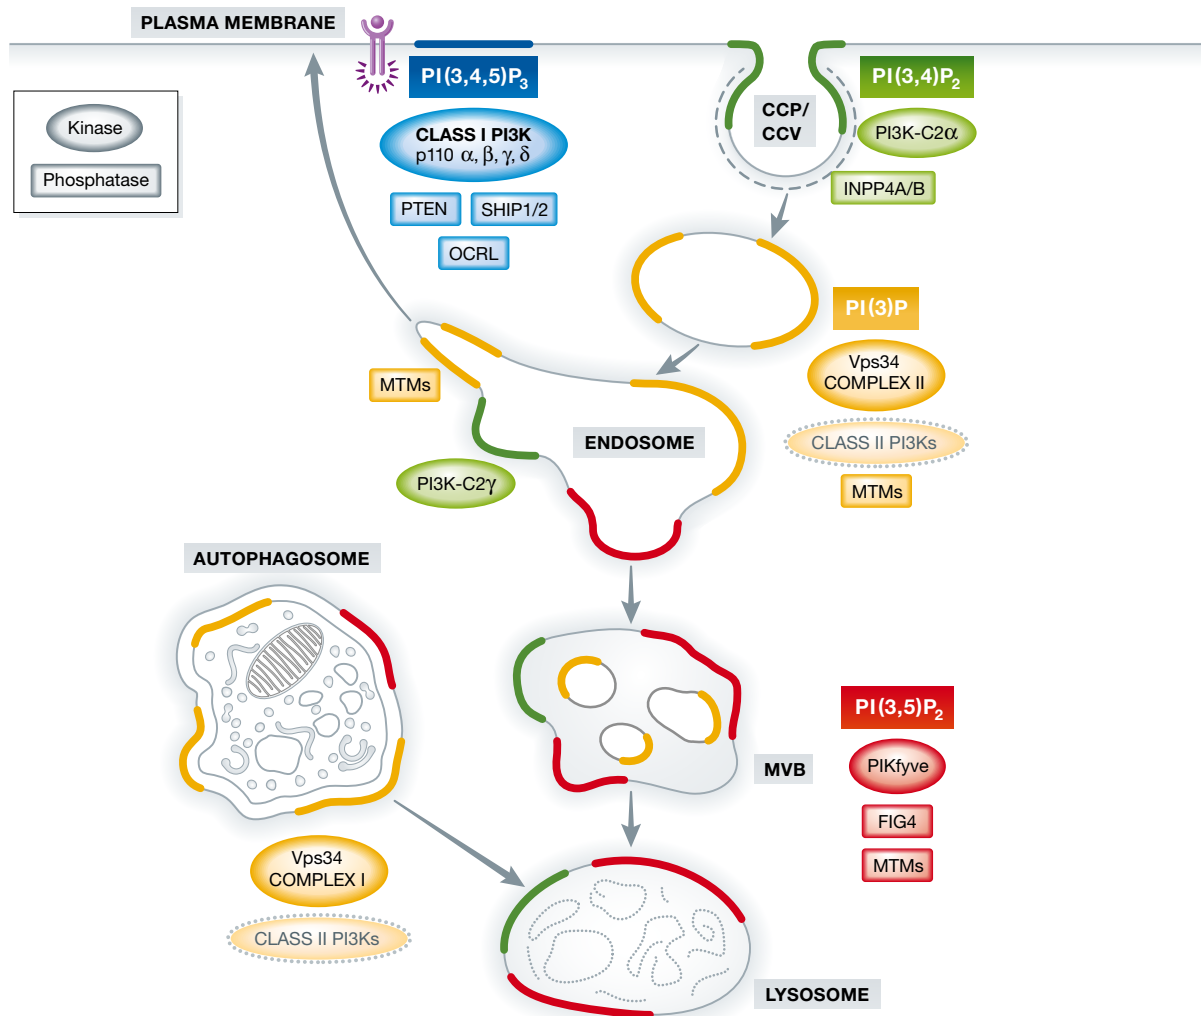 PLASMA MEMBRANE
Kinase
Phosphatase
PI(3,4,5)P₃
CLASS I PI3K
p110 α, β, γ, δ
PTEN
SHIP1/2
OCRL
CCP/
CCV
PI(3,4)P₂
PI3K-C2α
INPP4A/B
PI(3)P
Vps34
COMPLEX II
CLASS II PI3Ks
MTMs
MTMs
ENDOSOME
PI3K-C2γ
AUTOPHAGOSOME
Vps34
COMPLEX I
CLASS II PI3Ks
MVB
PI(3,5)P₂
PIKfyve
FIG4
MTMs
LYSOSOME